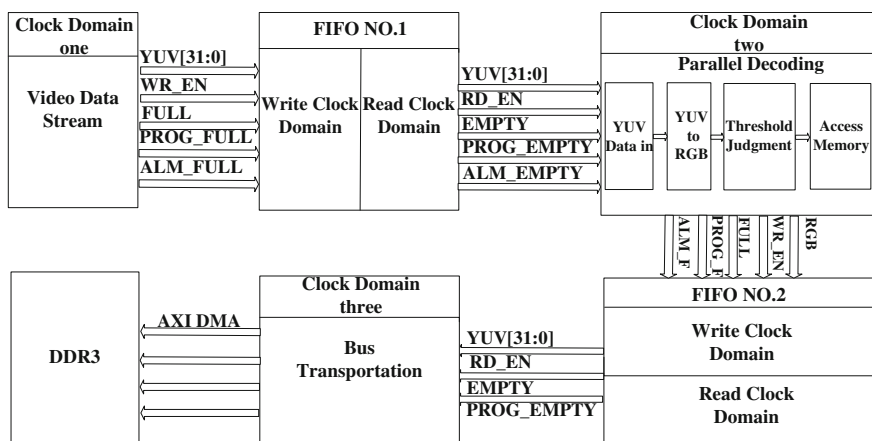 Clock Domain
one
Video Data
Stream
YUV[31:0]
WR_EN
FULL
PROG_FULL
ALM_FULL
FIFO NO.1
Write Clock
Domain
Read Clock
Domain
YUV[31:0]
RD_EN
EMPTY
PROG_EMPTY
ALM_EMPTY
Clock Domain
two
Parallel Decoding
YUV
Data in
YUV
to
RGB
Threshold
Judgment
Access
Memory
ALM_F
PROG_F
FULL
WR_EN
RGB
DDR3
AXI DMA
Clock Domain
three
Bus
Transportation
YUV[31:0]
RD_EN
EMPTY
PROG_EMPTY
FIFO NO.2
Write Clock
Domain
Read Clock
Domain